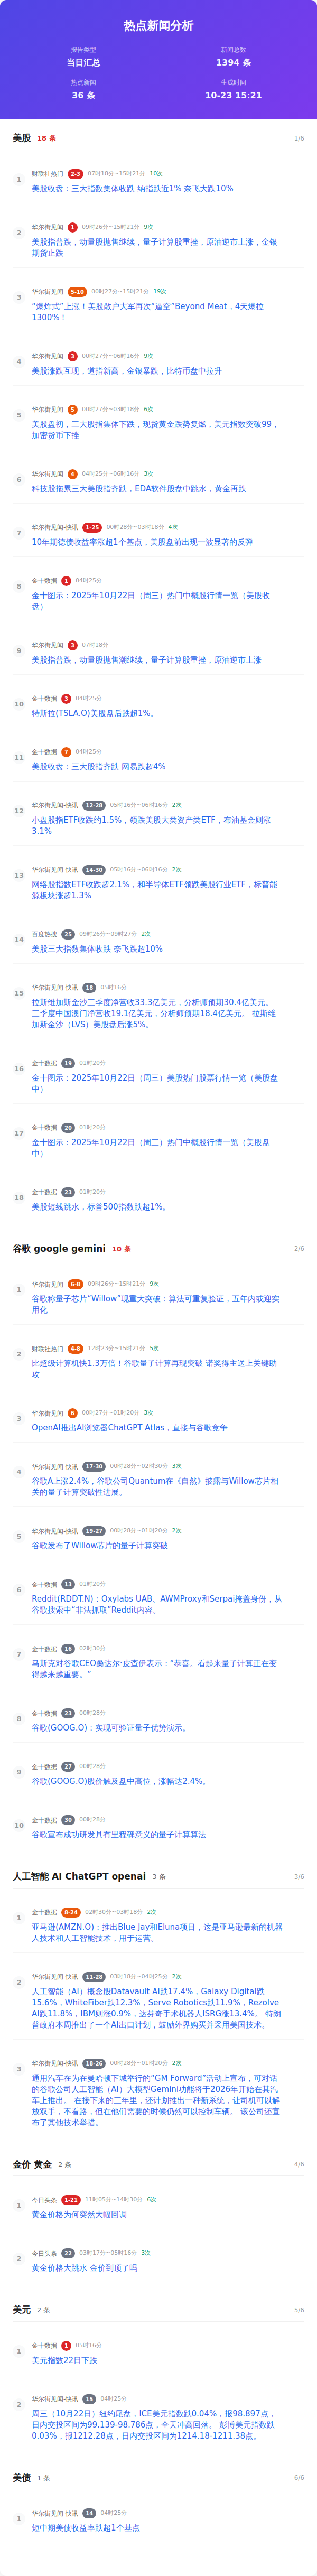 热点新闻分析
报告类型
当日汇总
新闻总数
1394 条
热点新闻
36 条
生成时间
10-23 15:21
美股 18 条 1/6
1 财联社热门 2-3 07时18分~15时21分 10次
美股收盘：三大指数集体收跌 纳指跌近1% 奈飞大跌10%
2 华尔街见闻 1 09时26分~15时21分 9次
美股指普跌，动量股抛售继续，量子计算股重挫，原油逆市上涨，金银
期货止跌
3 华尔街见闻 5-10 00时27分~15时21分 19次
“爆炸式”上涨！美股散户大军再次“逼空”Beyond Meat，4天爆拉
1300%！
4 华尔街见闻 3 00时27分~06时16分 9次
美股涨跌互现，道指新高，金银暴跌，比特币盘中拉升
5 华尔街见闻 5 00时27分~03时18分 6次
美股盘初，三大股指集体下跌，现货黄金跌势复燃，美元指数突破99，
加密货币下挫
6 华尔街见闻 4 04时25分~06时16分 3次
科技股拖累三大美股指齐跌，EDA软件股盘中跳水，黄金再跌
7 华尔街见闻-快讯 1-25 00时28分~03时18分 4次
10年期德债收益率涨超1个基点，美股盘前出现一波显著的反弹
8 金十数据 1 04时25分
金十图示：2025年10月22日（周三）热门中概股行情一览（美股收
盘）
9 华尔街见闻 3 07时18分
美股指普跌，动量股抛售潮继续，量子计算股重挫，原油逆市上涨
10 金十数据 3 04时25分
特斯拉(TSLA.O)美股盘后跌超1%。
11 金十数据 7 04时25分
美股收盘：三大股指齐跌 网易跌超4%
12 华尔街见闻-快讯 12-28 05时16分~06时16分 2次
小盘股指ETF收跌约1.5%，领跌美股大类资产类ETF，布油基金则涨
3.1%
13 华尔街见闻-快讯 14-30 05时16分~06时16分 2次
网络股指数ETF收跌超2.1%，和半导体ETF领跌美股行业ETF，标普能
源板块涨超1.3%
14 百度热搜 25 09时26分~09时27分 2次
美股三大指数集体收跌 奈飞跌超10%
15 华尔街见闻-快讯 18 05时16分
拉斯维加斯金沙三季度净营收33.3亿美元，分析师预期30.4亿美元。
三季度中国澳门净营收19.1亿美元，分析师预期18.4亿美元。 拉斯维
加斯金沙（LVS）美股盘后涨5%。
16 金十数据 19 01时20分
金十图示：2025年10月22日（周三）美股热门股票行情一览（美股盘
中）
17 金十数据 20 01时20分
金十图示：2025年10月22日（周三）热门中概股行情一览（美股盘
中）
18 金十数据 23 01时20分
美股短线跳水，标普500指数跌超1%。
谷歌 google gemini 10 条 2/6
1 华尔街见闻 6-8 09时26分~15时21分 9次
谷歌称量子芯片“Willow”现重大突破：算法可重复验证，五年内或迎实
用化
2 财联社热门 4-8 12时23分~15时21分 5次
比超级计算机快1.3万倍！谷歌量子计算再现突破 诺奖得主送上关键助
攻
3 华尔街见闻 6 00时27分~01时20分 3次
OpenAI推出AI浏览器ChatGPT Atlas，直接与谷歌竞争
4 华尔街见闻-快讯 17-30 00时28分~02时30分 3次
谷歌A上涨2.4%，谷歌公司Quantum在《自然》披露与Willow芯片相
关的量子计算突破性进展。
5 华尔街见闻-快讯 19-27 00时28分~01时20分 2次
谷歌发布了Willow芯片的量子计算突破
6 金十数据 13 01时20分
Reddit(RDDT.N)：Oxylabs UAB、AWMProxy和Serpai掩盖身份，从
谷歌搜索中“非法抓取”Reddit内容。
7 金十数据 16 02时30分
马斯克对谷歌CEO桑达尔·皮查伊表示：“恭喜。看起来量子计算正在变
得越来越重要。”
8 金十数据 23 00时28分
谷歌(GOOG.O)：实现可验证量子优势演示。
9 金十数据 27 00时28分
谷歌(GOOG.O)股价触及盘中高位，涨幅达2.4%。
10 金十数据 30 00时28分
谷歌宣布成功研发具有里程碑意义的量子计算算法
人工智能 AI ChatGPT openai 3 条 3/6
1 金十数据 8-24 02时30分~03时18分 2次
亚马逊(AMZN.O)：推出Blue Jay和Eluna项目，这是亚马逊最新的机器
人技术和人工智能技术，用于运营。
2 华尔街见闻-快讯 11-28 03时18分~04时25分 2次
人工智能（AI）概念股Datavault AI跌17.4%，Galaxy Digital跌
15.6%，WhiteFiber跌12.3%，Serve Robotics跌11.9%，Rezolve
AI跌11.8%，IBM则涨0.9%，达芬奇手术机器人ISRG涨13.4%。 特朗
普政府本周推出了一个AI出口计划，鼓励外界购买并采用美国技术。
3 华尔街见闻-快讯 18-26 00时28分~01时20分 2次
通用汽车在为在曼哈顿下城举行的“GM Forward”活动上宣布，可对话
的谷歌公司人工智能（AI）大模型Gemini功能将于2026年开始在其汽
车上推出。 在接下来的三年里，还计划推出一种新系统，让司机可以解
放双手，不看路，但在他们需要的时候仍然可以控制车辆。 该公司还宣
布了其他技术举措。
金价 黄金 2 条 4/6
1 今日头条 1-21 11时05分~14时30分 6次
黄金价格为何突然大幅回调
2 今日头条 22 03时17分~05时16分 3次
黄金价格大跳水 金价到顶了吗
美元 2 条 5/6
1 金十数据 1 05时16分
美元指数22日下跌
2 华尔街见闻-快讯 15 04时25分
周三（10月22日）纽约尾盘，ICE美元指数跌0.04%，报98.897点，
日内交投区间为99.139-98.786点，全天冲高回落。 彭博美元指数跌
0.03%，报1212.28点，日内交投区间为1214.18-1211.38点。
美债 1 条 6/6
1 华尔街见闻-快讯 14 04时25分
短中期美债收益率跌超1个基点